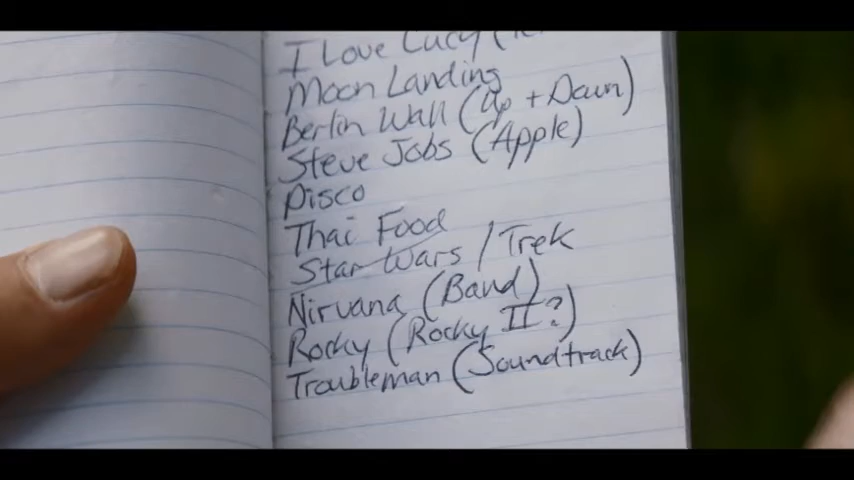 I Love Lucy (
Moon Landing
Berlin Wall (Up + Down)
Steve Jobs (Apple)
Disco
Thai Food
Star Wars / Trek
Nirvana (Band)
Rocky (Rocky II?)
Troubleman (Soundtrack)